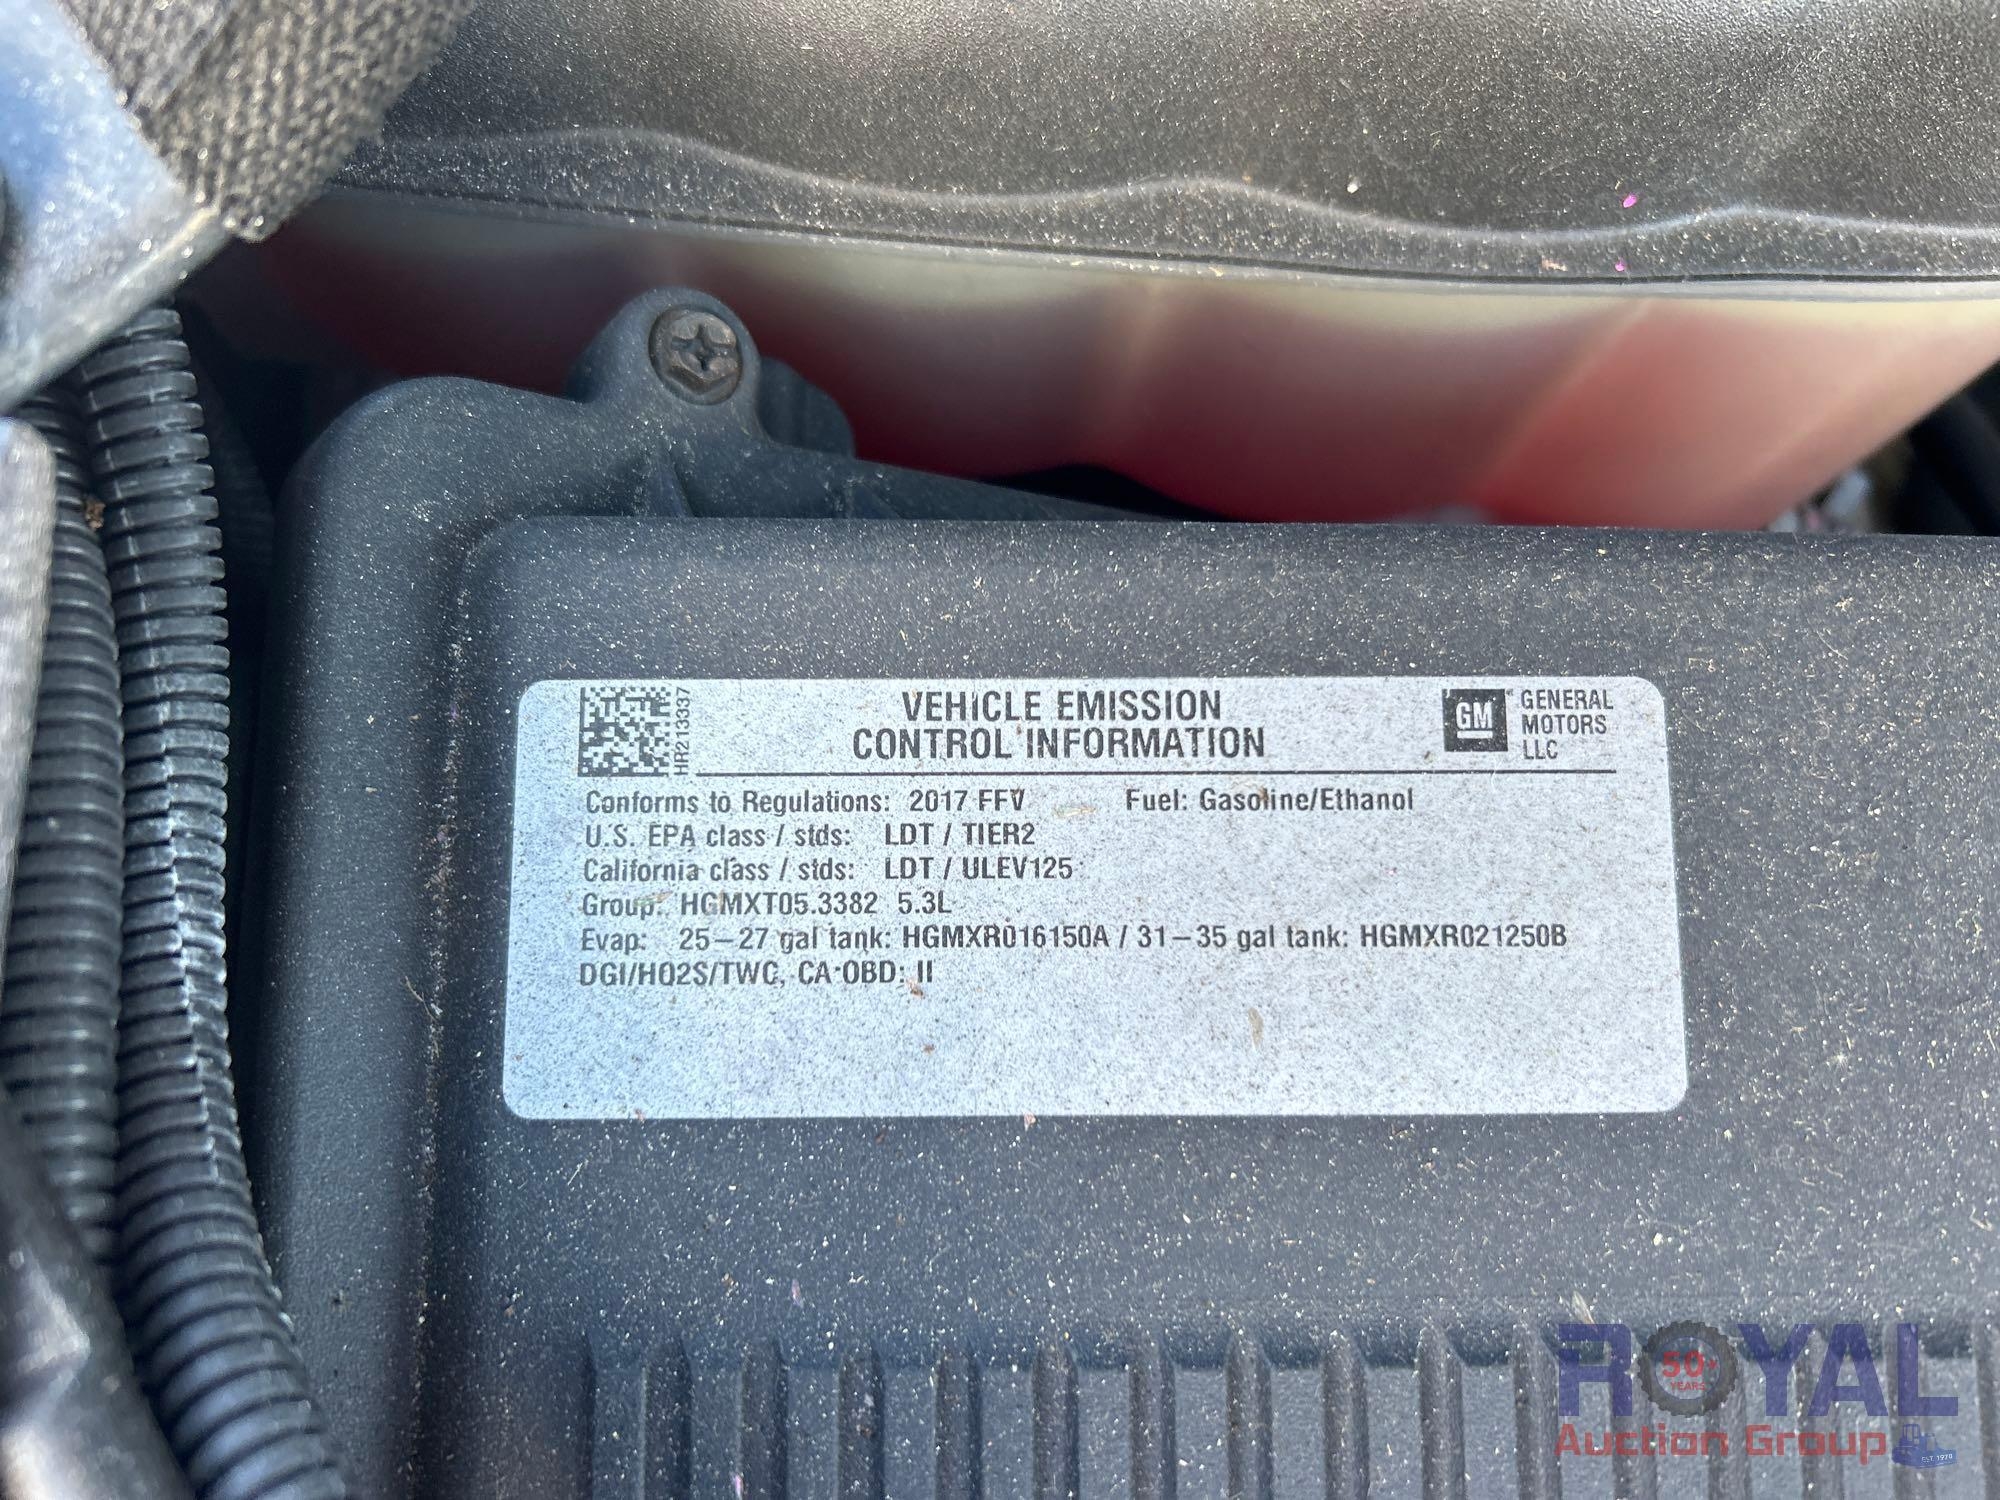 HR213337
VEHICLE EMISSION
CONTROL INFORMATION
GM
GENERAL
MOTORS
LLC
Conforms to Regulations: 2017 FFV Fuel: Gasoline/Ethanol
U.S. EPA class / stds: LDT / TIER2
California class / stds: LDT / ULEV125
Group: HGMXT05.3382 5.3L
Evap: 25-27 gal tank: HGMXR016150A / 31-35 gal tank: HGMXR021250B
DGI/HO2S/TWC, CA-OBD: II
ROYAL
50+
YEARS
Auction Group
EST. 1970